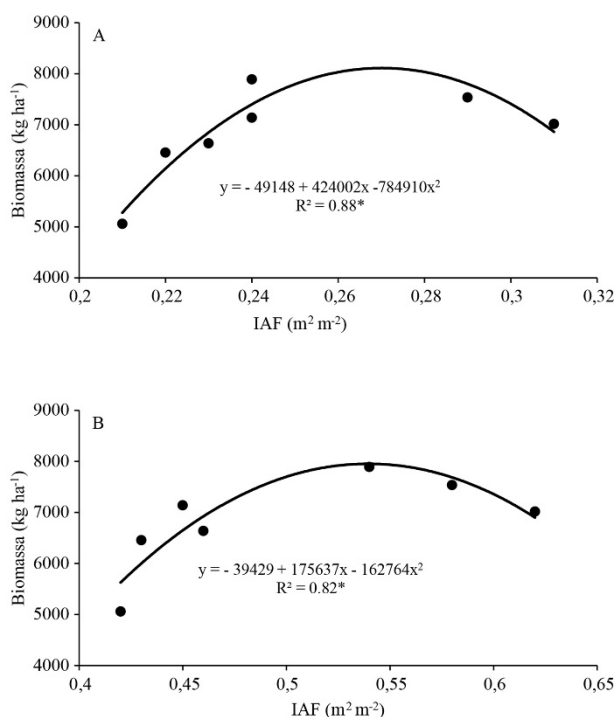 A
9000
8000
7000
6000
5000
4000
Biomassa (kg ha⁻¹)
y = - 49148 + 424002x -784910x²
R² = 0.88*
0,2 0,22 0,24 0,26 0,28 0,3 0,32
IAF (m² m⁻²)
B
9000
8000
7000
6000
5000
4000
Biomassa (kg ha⁻¹)
y = - 39429 + 175637x - 162764x²
R² = 0.82*
0,4 0,45 0,5 0,55 0,6 0,65
IAF (m² m⁻²)